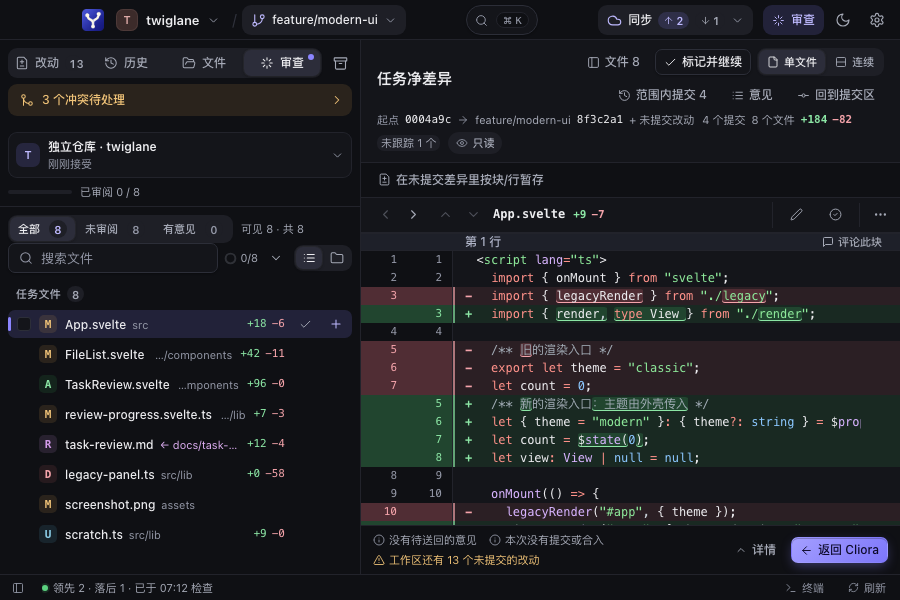 T twiglane / feature/modern-ui ⌘ K 同步 ↑ 2 ↓ 1 审查
改动 13 历史 文件 审查
3 个冲突待处理
T 独立仓库 · twiglane
刚刚接受
已审阅 0 / 8
全部 8 未审阅 8 有意见 0 可见 8 · 共 8
搜索文件 0/8
任务文件 8
M App.svelte src +18 −6
M FileList.svelte …/components +42 −11
A TaskReview.svelte …mponents +96 −0
M review-progress.svelte.ts …/lib +7 −3
R task-review.md ← docs/task-… +12 −4
D legacy-panel.ts src/lib +0 −58
M screenshot.png assets
U scratch.ts src/lib +9 −0
任务净差异
文件 8 标记并继续 单文件 连续
范围内提交 4 意见 回到提交区
起点 0004a9c → feature/modern-ui 8f3c2a1 + 未提交改动 4 个提交 8 个文件 +184 −82
未跟踪 1 个 只读
在未提交差异里按块/行暂存
App.svelte +9 −7
第 1 行 评论此块
1 1 <script lang="ts">
2 2 import { onMount } from "svelte";
3 − import { legacyRender } from "./legacy";
3 + import { render, type View } from "./render";
4 4
5 − /** 旧的渲染入口 */
6 − export let theme = "classic";
7 − let count = 0;
5 + /** 新的渲染入口：主题由外壳传入 */
6 + let { theme = "modern" }: { theme?: string } = $prop
7 + let count = $state(0);
8 + let view: View | null = null;
8 9
9 10 onMount(() => {
10 − legacyRender("#app", { theme });
没有待送回的意见 本次没有提交或合入
工作区还有 13 个未提交的改动
详情 ← 返回 Cliora
领先 2 · 落后 1 · 已于 07:12 检查 终端 刷新